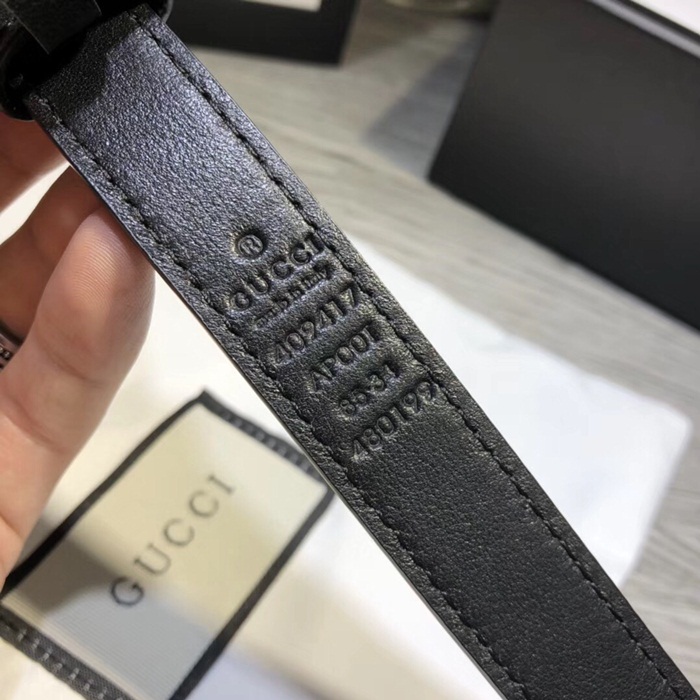 ®
GUCCI
made in italy
409417
AP00T
85·34
480199
GUCCI